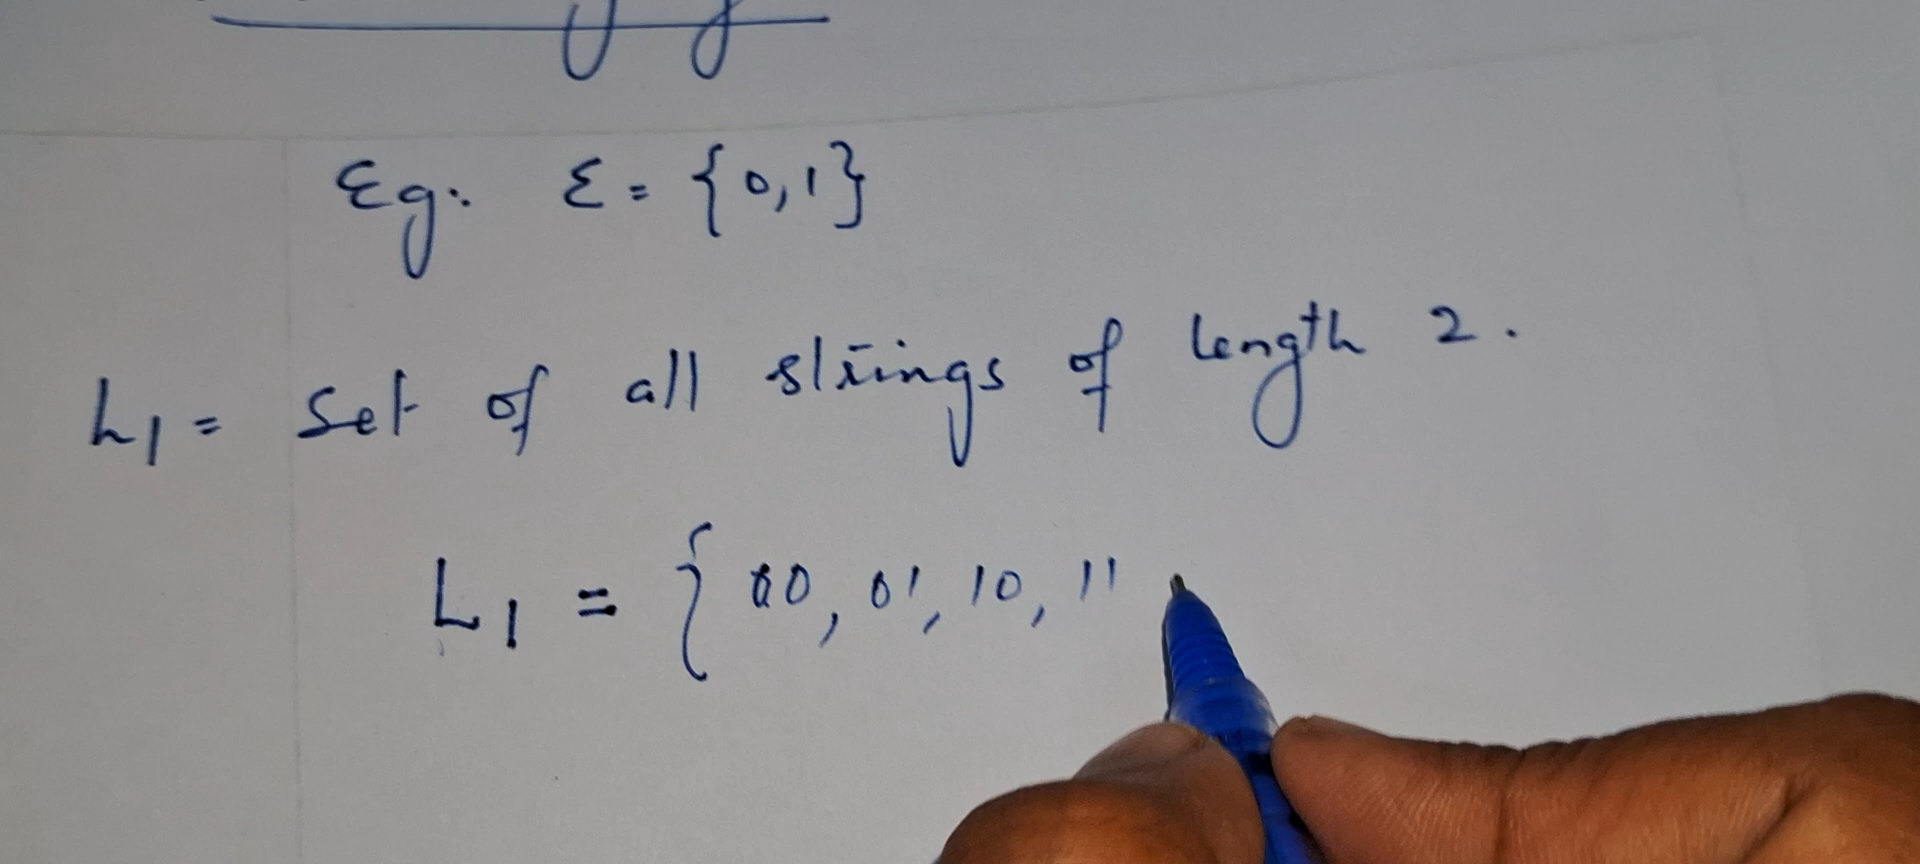 Eg: Σ = {0,1}
L1 = Set of all strings of length 2.
L1 = { 00, 01, 10, 11